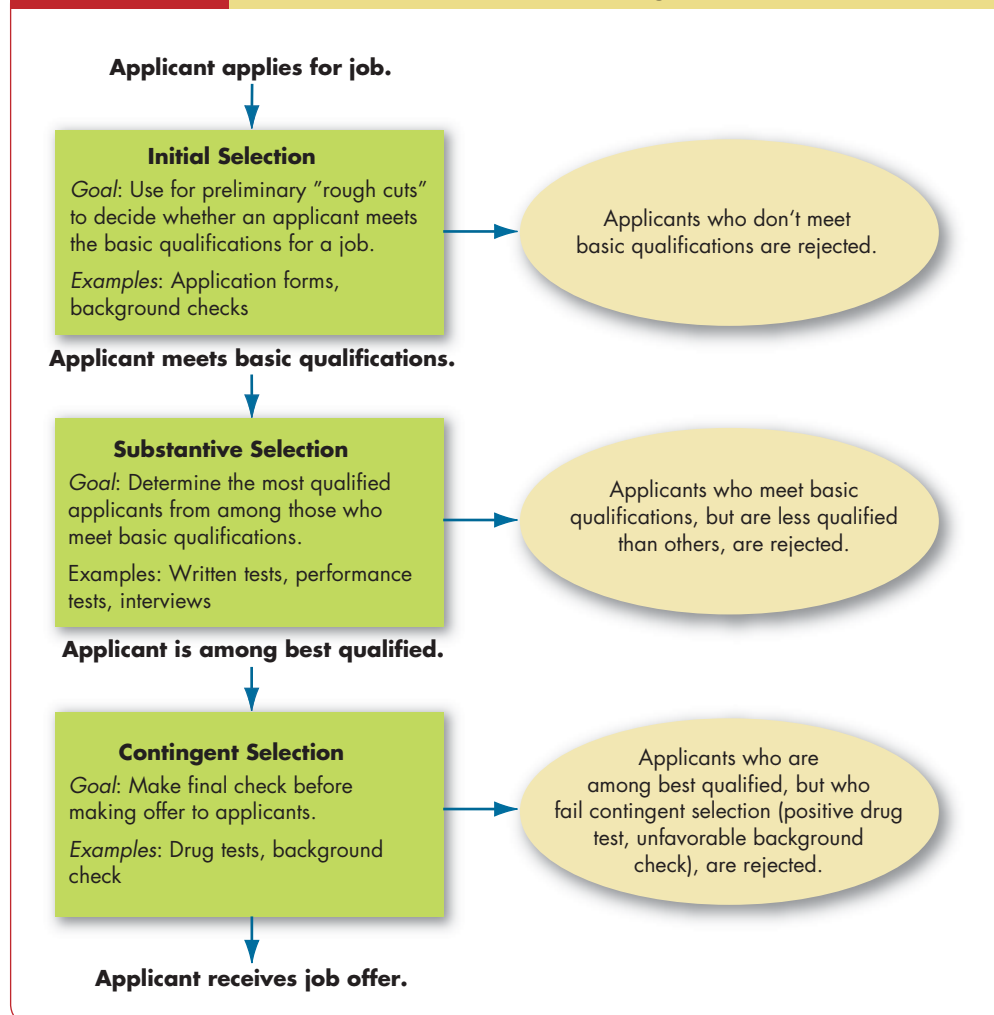 Applicant applies for job.
Initial Selection
Goal: Use for preliminary "rough cuts"
to decide whether an applicant meets
the basic qualifications for a job.
Examples: Application forms,
background checks
Applicants who don't meet
basic qualifications are rejected.
Applicant meets basic qualifications.
Substantive Selection
Goal: Determine the most qualified
applicants from among those who
meet basic qualifications.
Examples: Written tests, performance
tests, interviews
Applicants who meet basic
qualifications, but are less qualified
than others, are rejected.
Applicant is among best qualified.
Contingent Selection
Goal: Make final check before
making offer to applicants.
Examples: Drug tests, background
check
Applicants who are
among best qualified, but who
fail contingent selection (positive drug
test, unfavorable background
check), are rejected.
Applicant receives job offer.